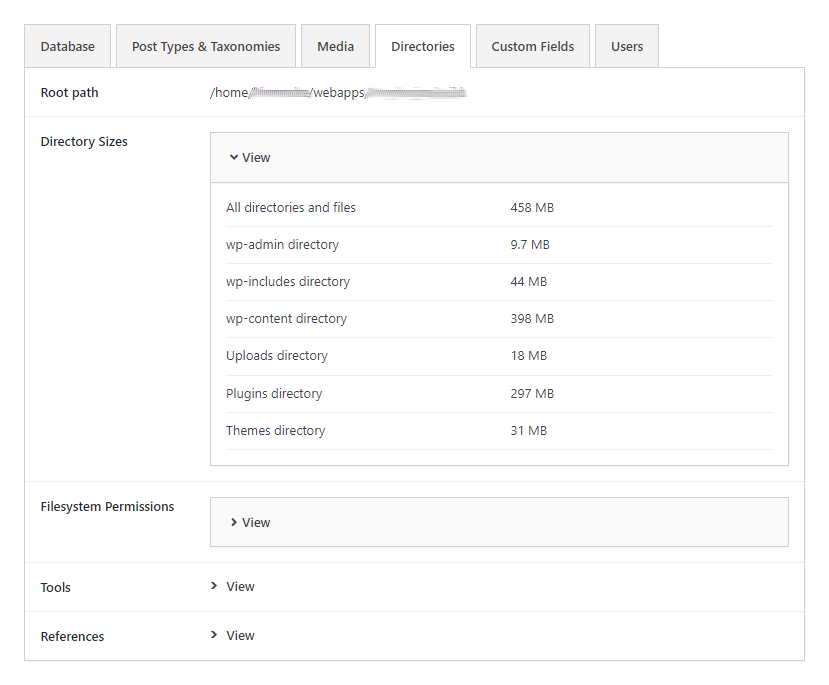 Database Post Types & Taxonomies Media Directories Custom Fields Users
Root path /home/ /webapps/
Directory Sizes
View
All directories and files 458 MB
wp-admin directory 9.7 MB
wp-includes directory 44 MB
wp-content directory 398 MB
Uploads directory 18 MB
Plugins directory 297 MB
Themes directory 31 MB
Filesystem Permissions
View
Tools View
References View